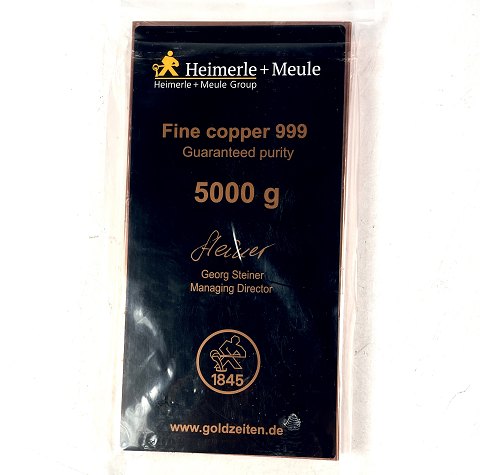 Heimerle + Meule
Heimerle + Meule Group
Fine copper 999
Guaranteed purity
5000 g
Steiner
Georg Steiner
Managing Director
1845
www.goldzeiten.de